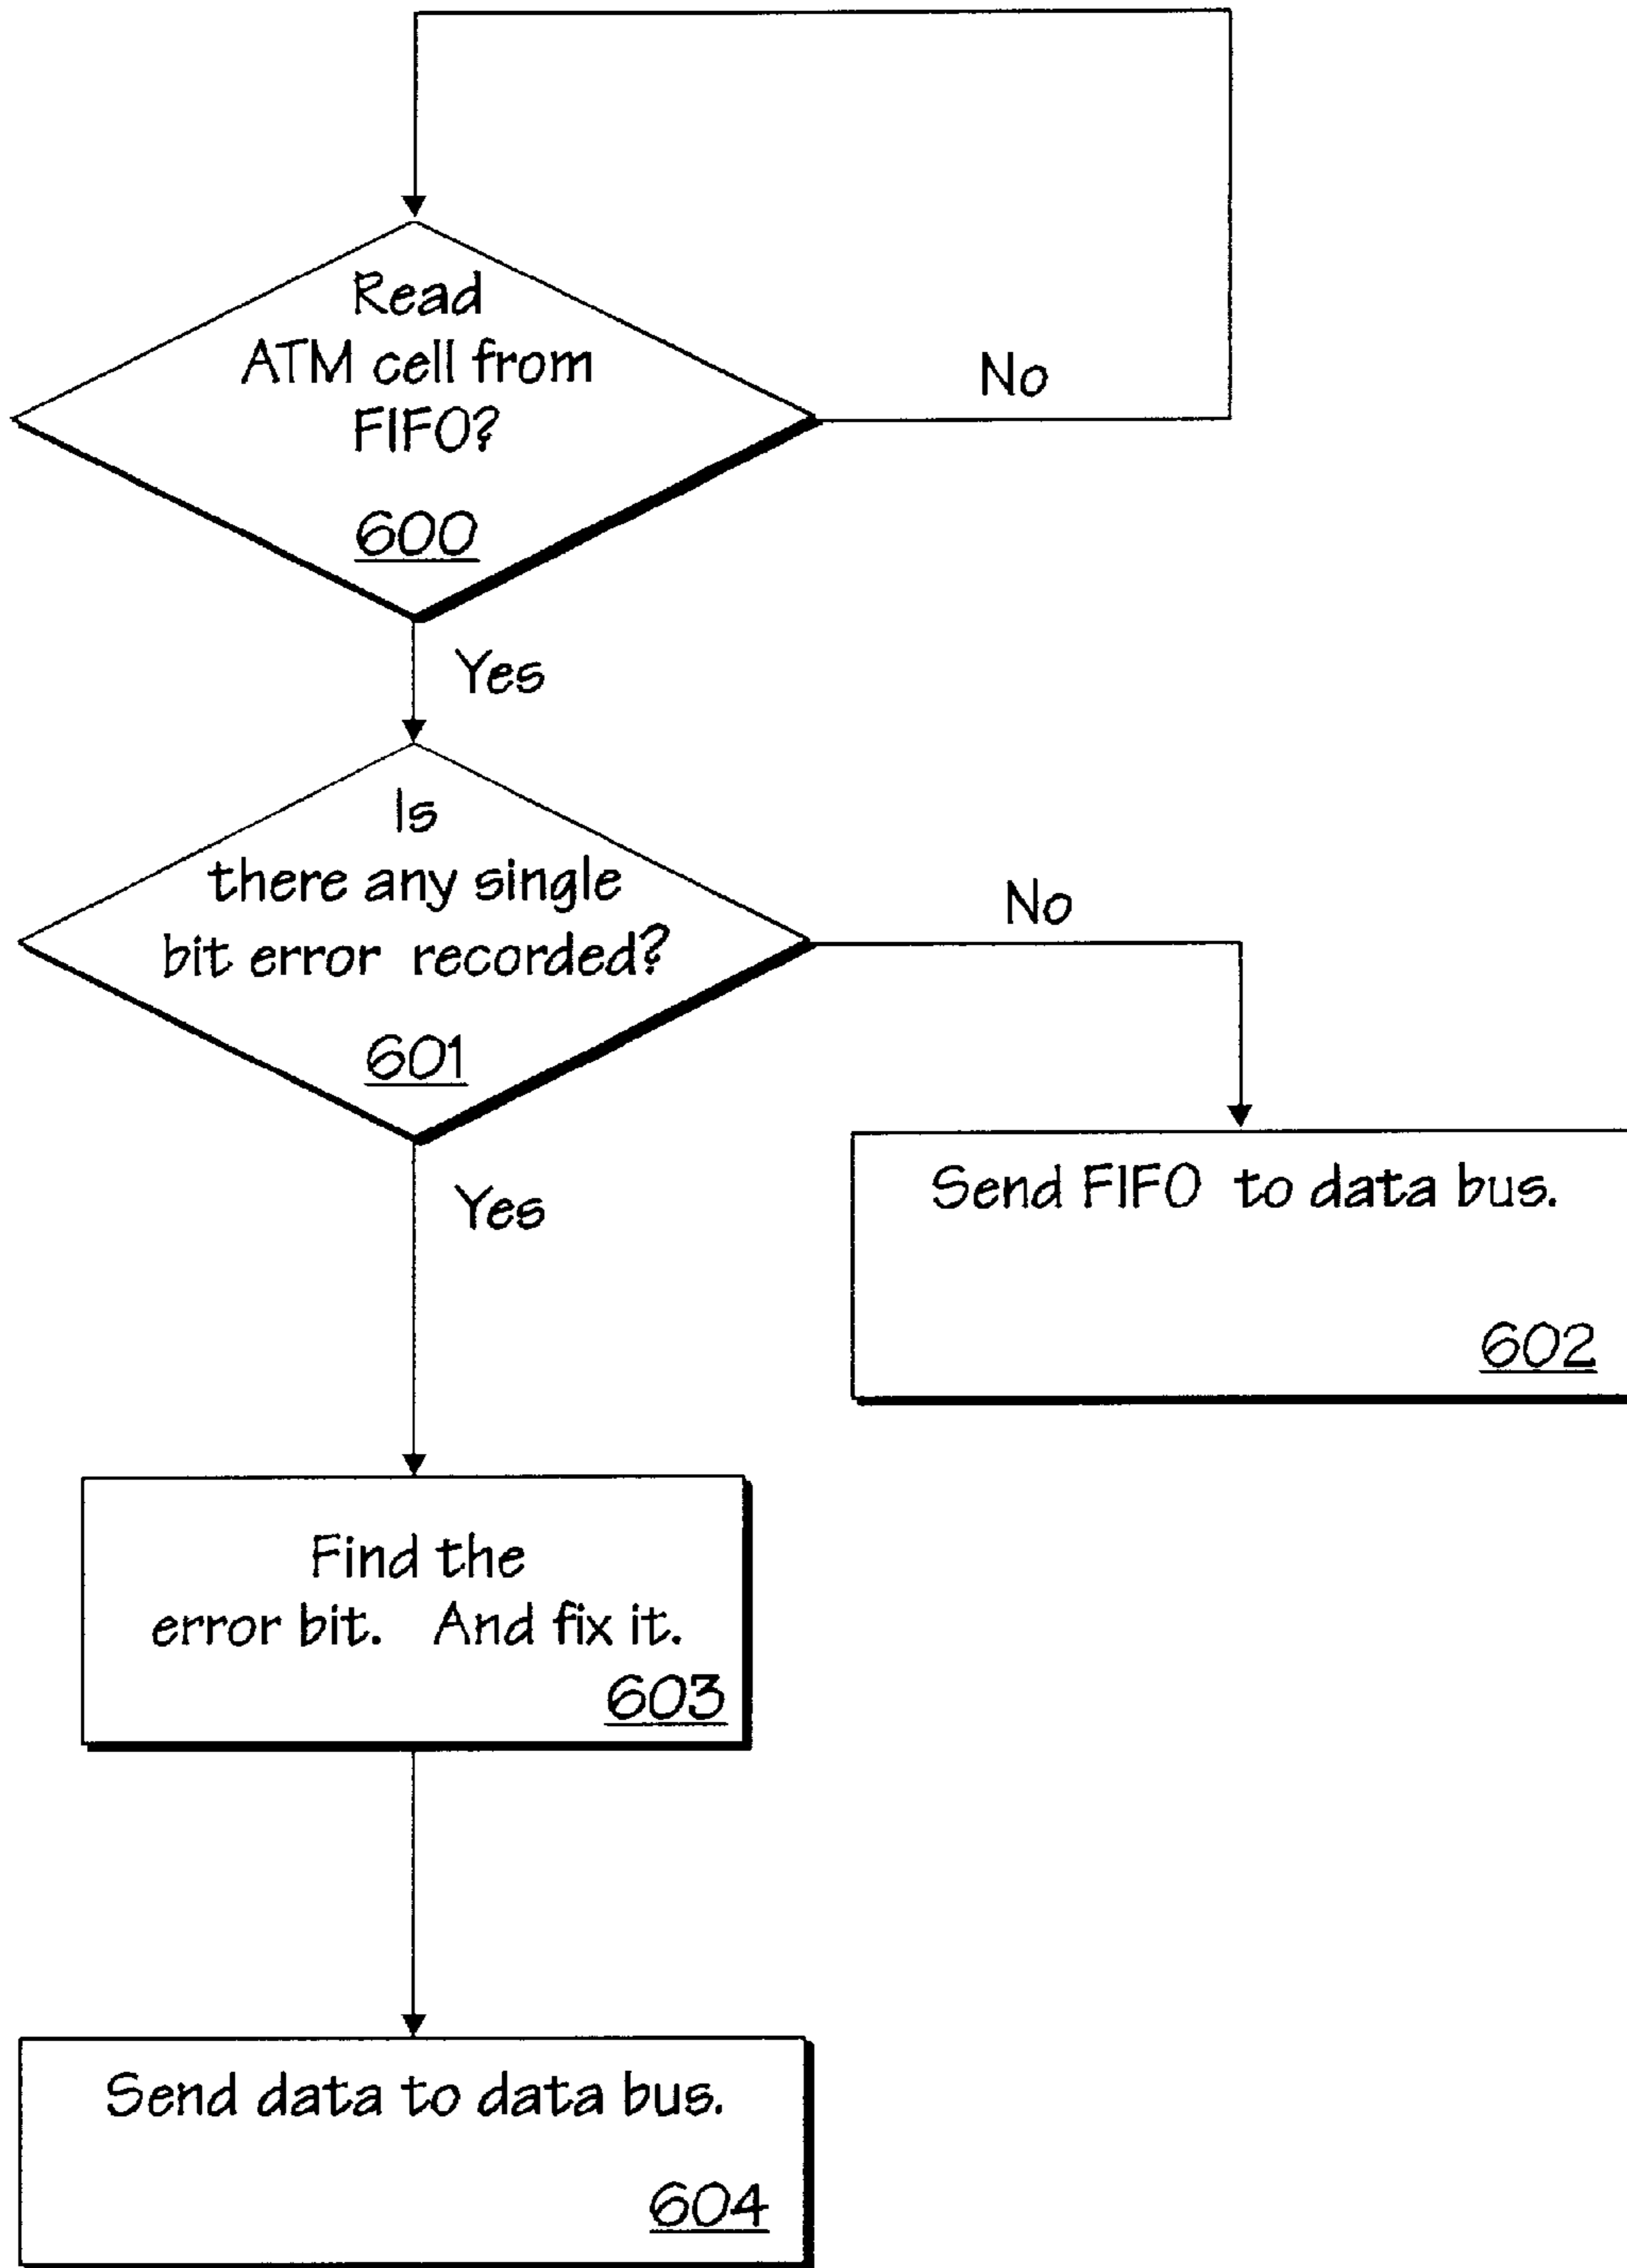 Read
ATM cell from
FIFO?
No
600
Yes
Is
there any single
bit error recorded?
No
601
Send FIFO to data bus.
Yes
602
Find the
error bit. And fix it.
603
Send data to data bus.
604